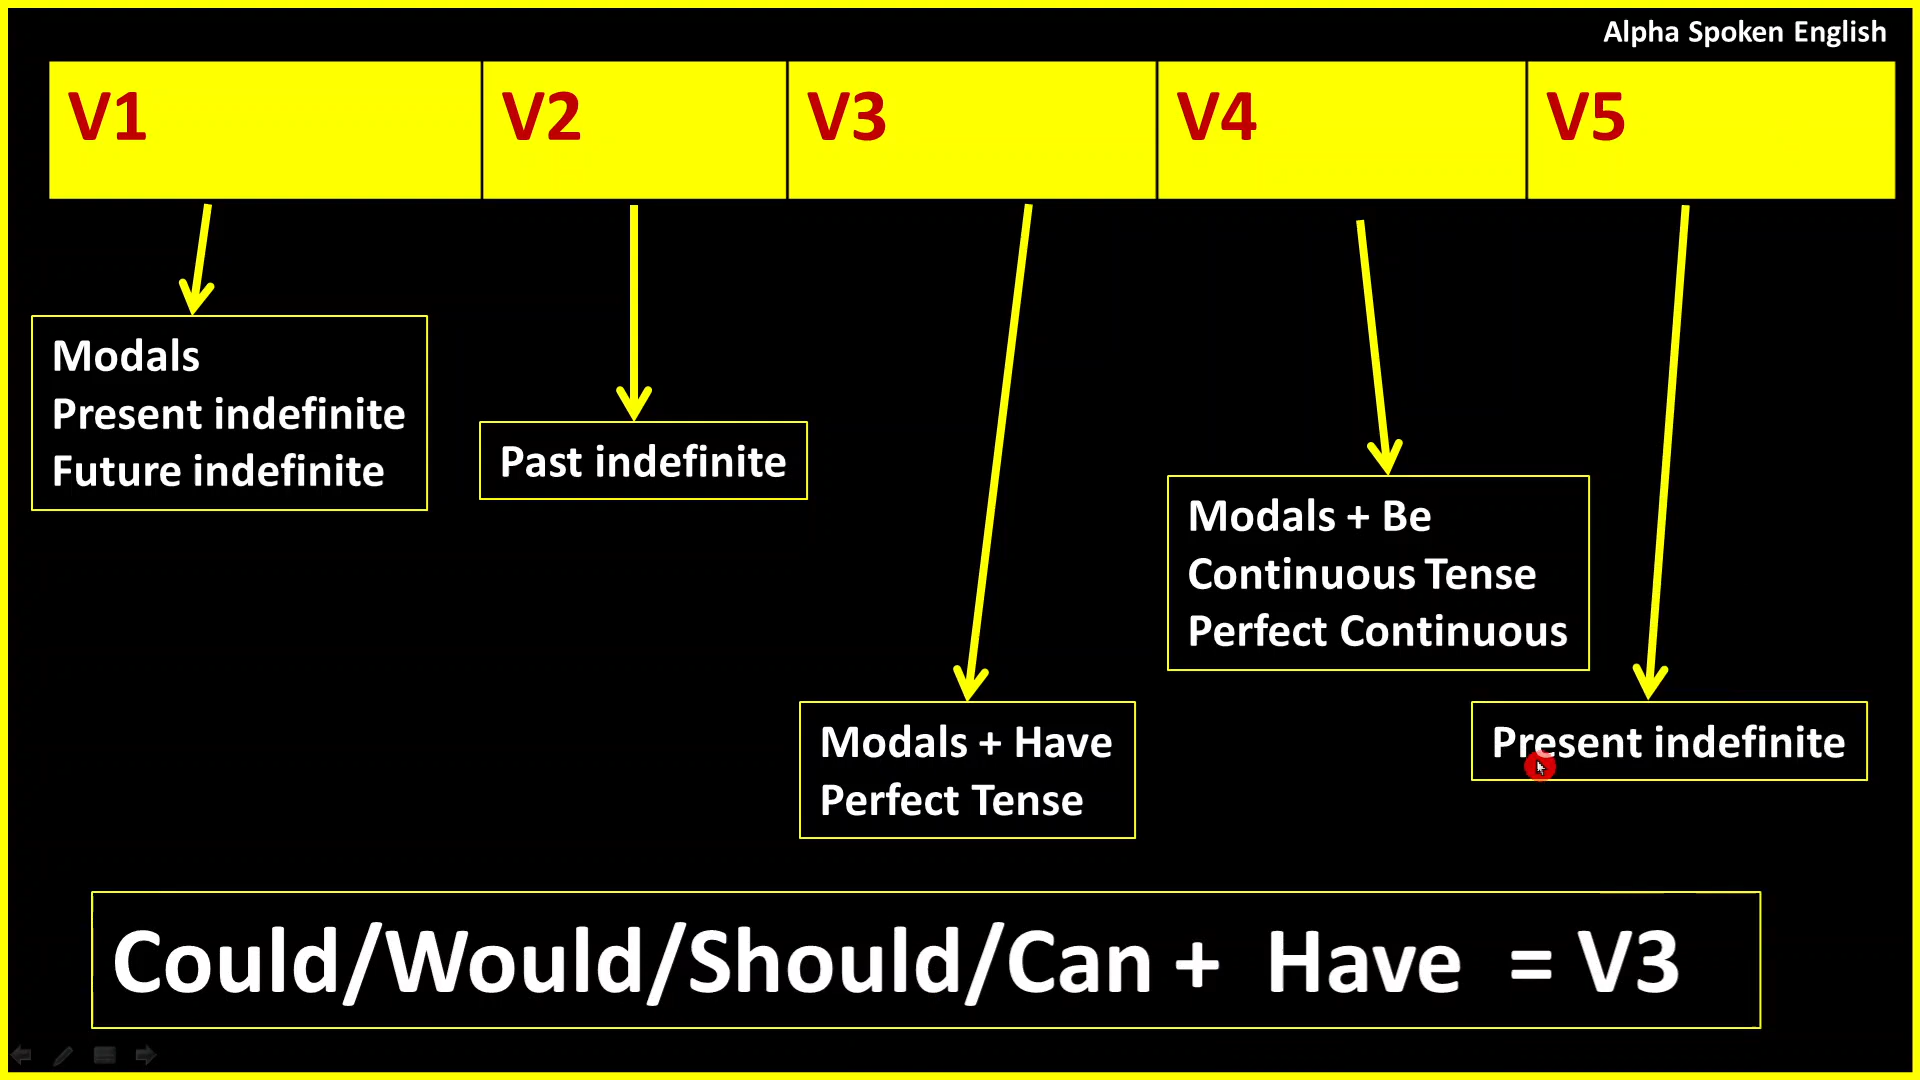 Alpha Spoken English
V1 V2 V3 V4 V5
Modals
Present indefinite
Future indefinite
Past indefinite
Modals + Have
Perfect Tense
Modals + Be
Continuous Tense
Perfect Continuous
Present indefinite
Could/Would/Should/Can + Have = V3